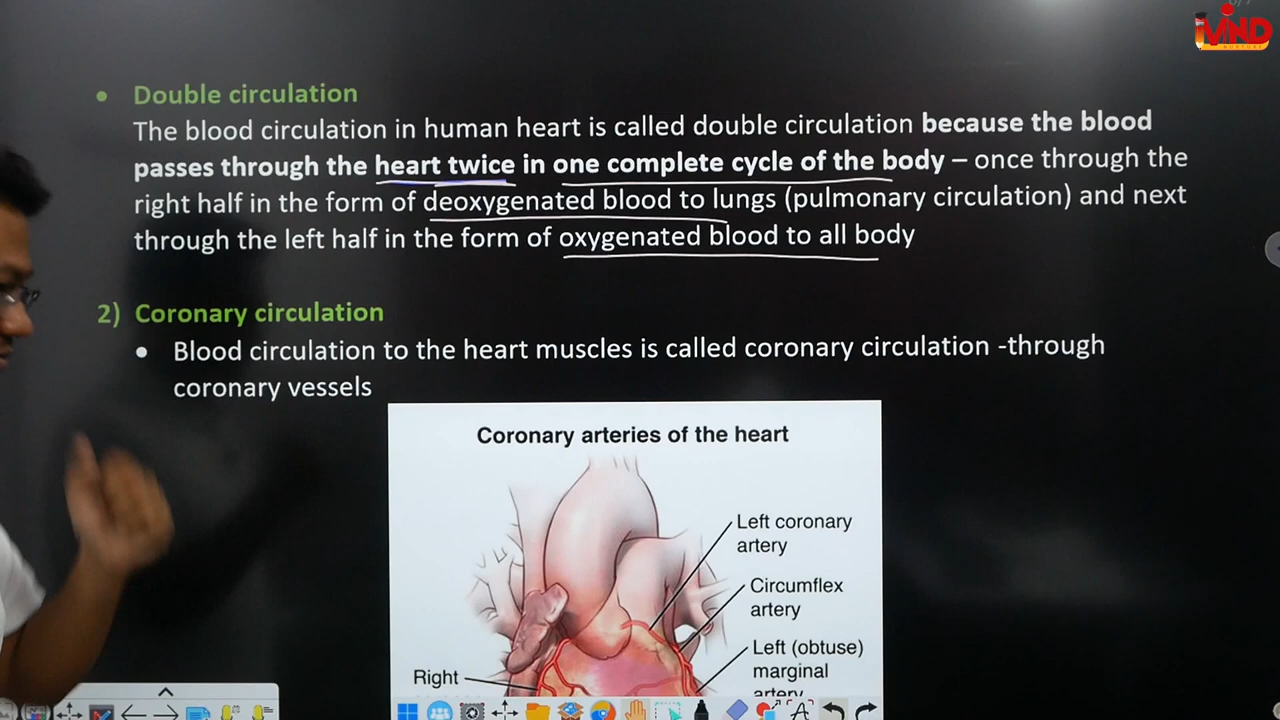 iMIND
NURTURE
• Double circulation
The blood circulation in human heart is called double circulation because the blood
passes through the heart twice in one complete cycle of the body – once through the
right half in the form of deoxygenated blood to lungs (pulmonary circulation) and next
through the left half in the form of oxygenated blood to all body
2) Coronary circulation
• Blood circulation to the heart muscles is called coronary circulation -through
coronary vessels
Coronary arteries of the heart
Left coronary
artery
Circumflex
artery
Left (obtuse)
marginal
artery
Right